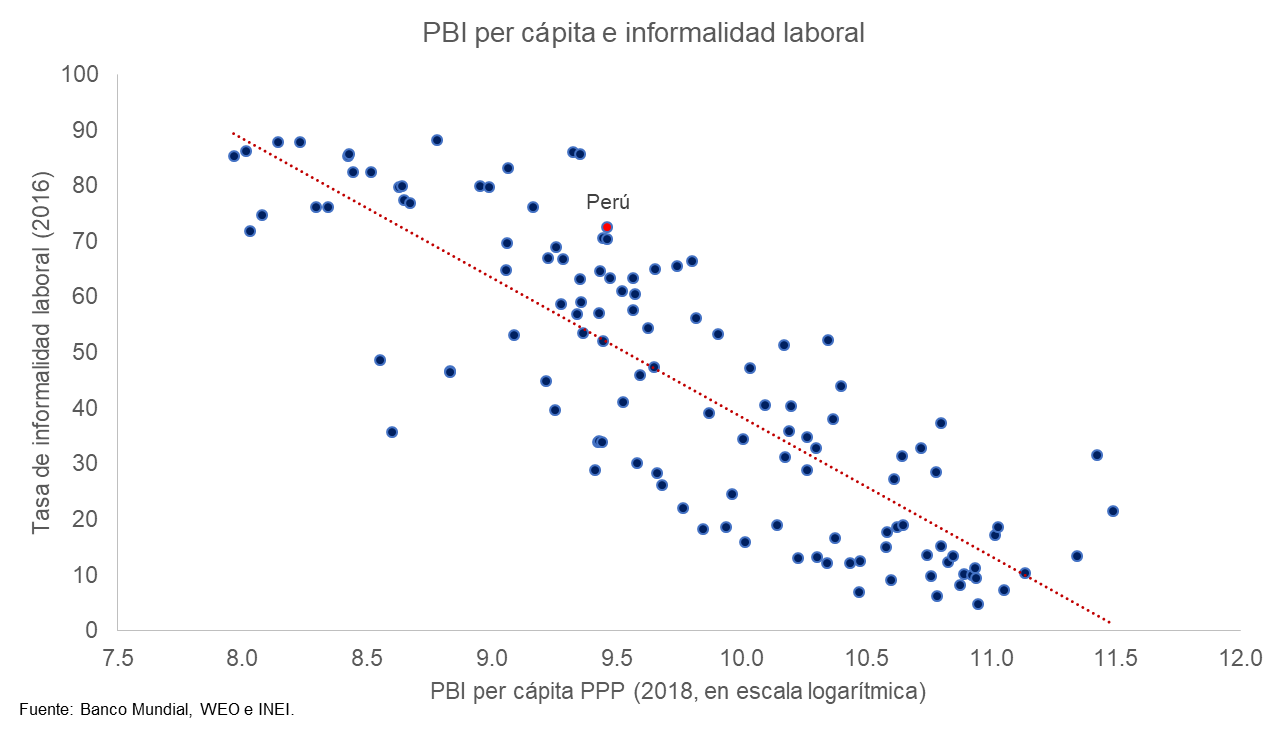 PBI per cápita e informalidad laboral
Tasa de informalidad laboral (2016)
100
90
80
70
60
50
40
30
20
10
0
Perú
7.5 8.0 8.5 9.0 9.5 10.0 10.5 11.0 11.5 12.0
PBI per cápita PPP (2018, en escala logarítmica)
Fuente: Banco Mundial, WEO e INEI.